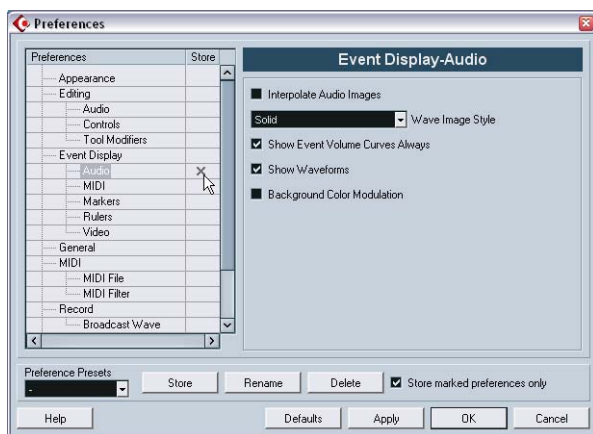 Preferences
Preferences Store
Event Display-Audio
Appearance
Editing
Audio
Controls
Tool Modifiers
Event Display
Audio
MIDI
Markers
Rulers
Video
General
MIDI
MIDI File
MIDI Filter
Record
Broadcast Wave
Interpolate Audio Images
Solid Wave Image Style
Show Event Volume Curves Always
Show Waveforms
Background Color Modulation
Preference Presets
-
Store Rename Delete Store marked preferences only
Help Defaults Apply OK Cancel